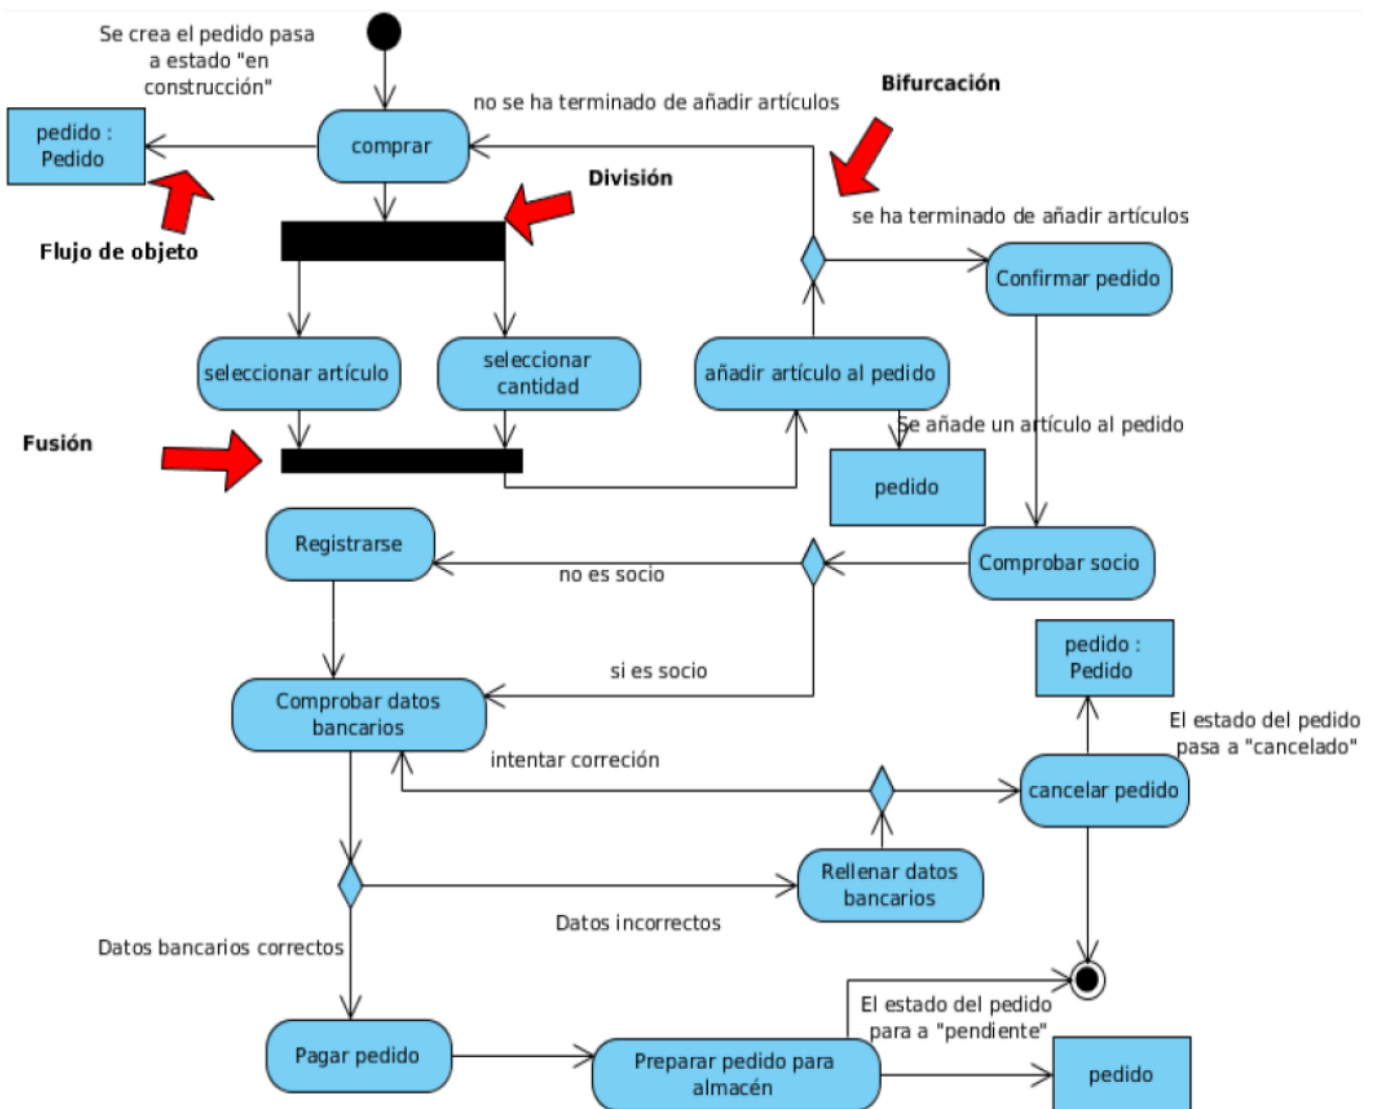 Se crea el pedido pasa
a estado "en
construcción"
Bifurcación
no se ha terminado de añadir artículos
pedido :
Pedido
comprar
División
se ha terminado de añadir artículos
Flujo de objeto
Confirmar pedido
seleccionar artículo
seleccionar
cantidad
añadir artículo al pedido
Se añade un artículo al pedido
Fusión
pedido
Registrarse
no es socio
Comprobar socio
pedido :
Pedido
si es socio
Comprobar datos
bancarios
El estado del pedido
pasa a "cancelado"
intentar correción
cancelar pedido
Rellenar datos
bancarios
Datos incorrectos
Datos bancarios correctos
El estado del pedido
para a "pendiente"
Pagar pedido
Preparar pedido para
almacén
pedido